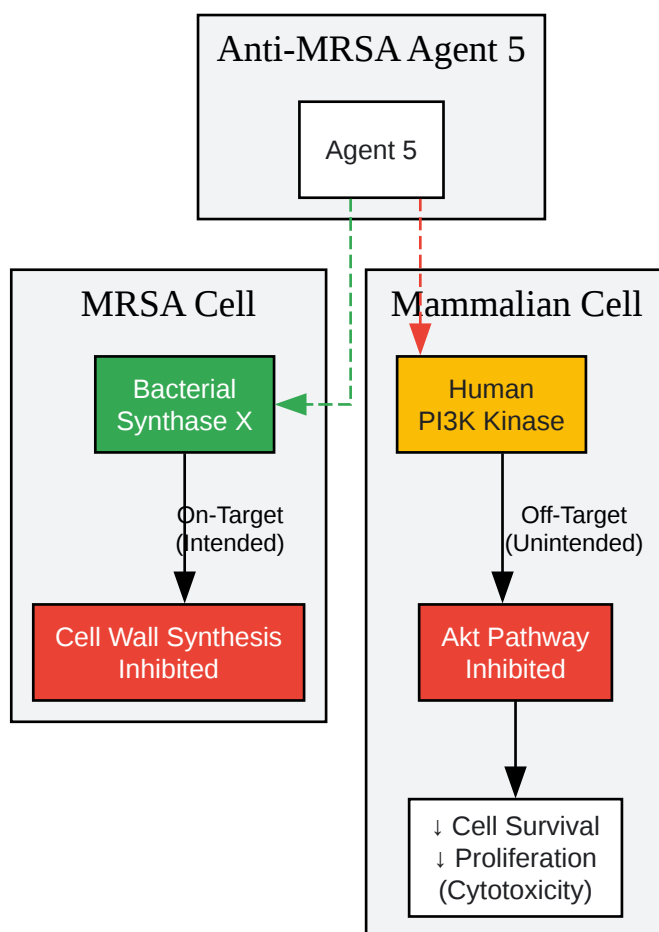 Anti-MRSA Agent 5
Agent 5
MRSA Cell
Bacterial
Synthase X
On-Target
(Intended)
Cell Wall Synthesis
Inhibited
Mammalian Cell
Human
PI3K Kinase
Off-Target
(Unintended)
Akt Pathway
Inhibited
↓ Cell Survival
↓ Proliferation
(Cytotoxicity)